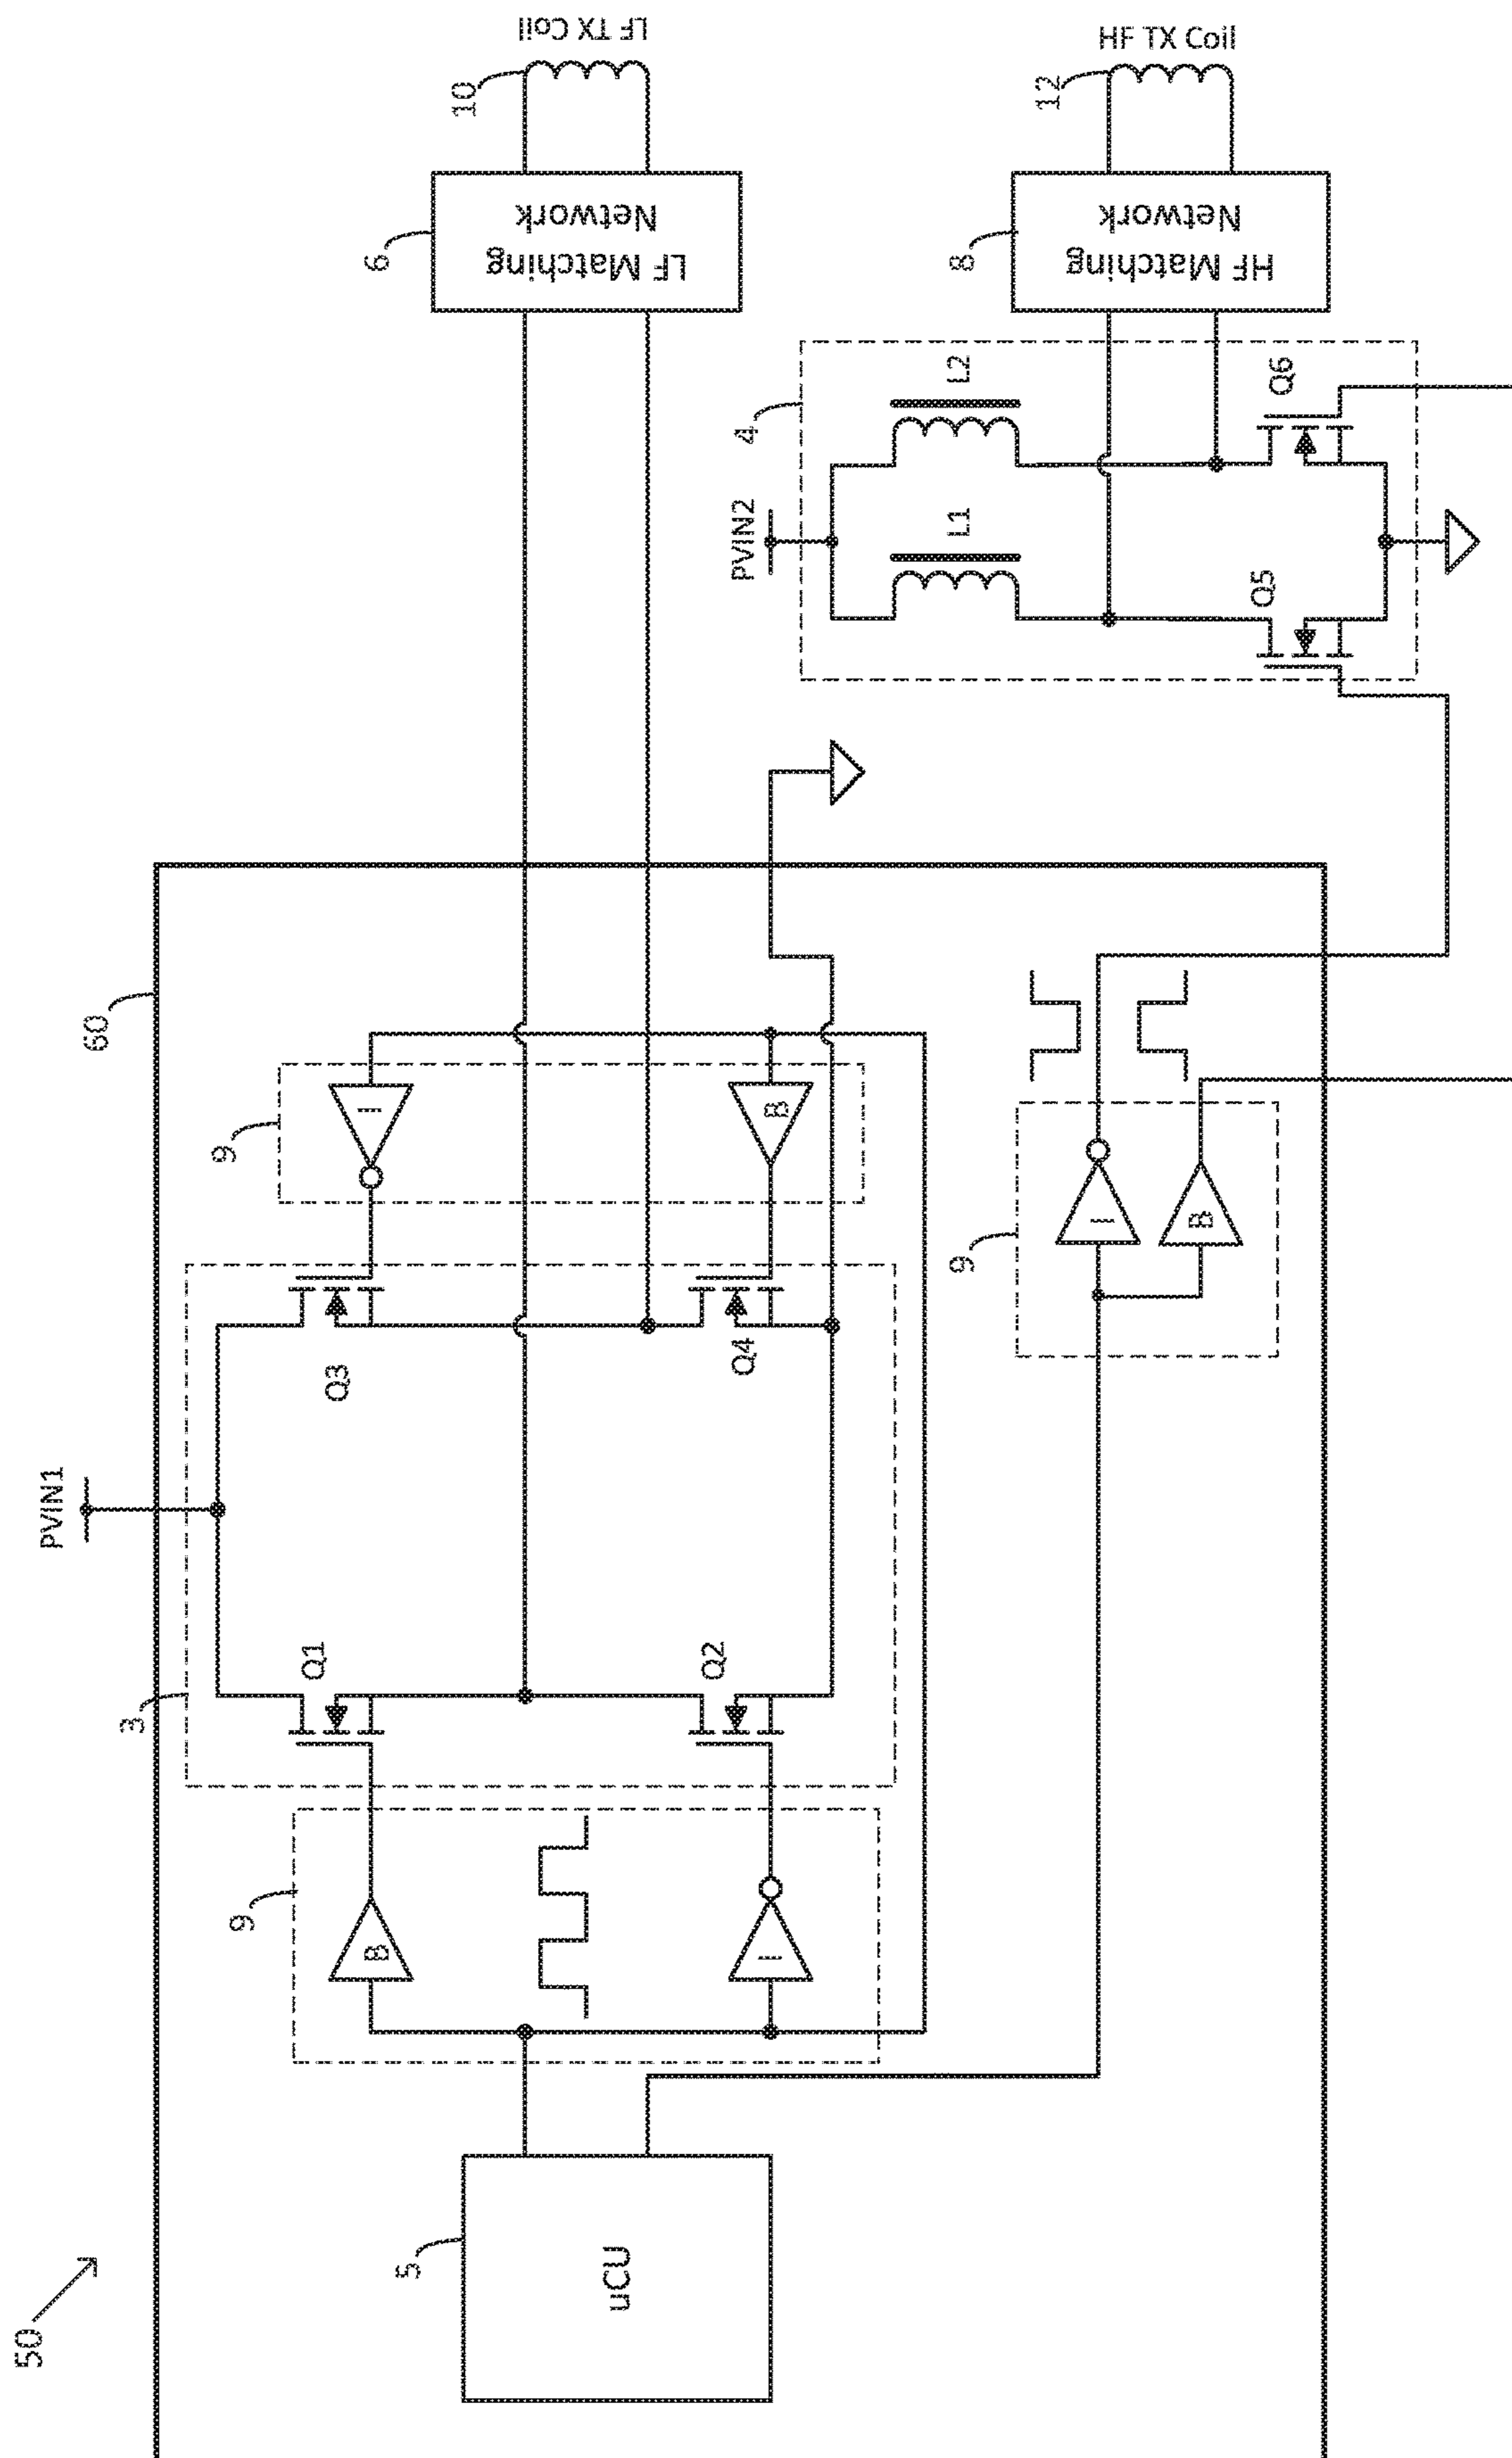 50
5
uCU
9
B
I
3
Q1
Q2
PVIN1
Q3
Q4
9
I
B
60
9
I
B
PVIN2
4
L1
L2
Q5
Q6
6
LF Matching
Network
10
LF TX Coil
8
HF Matching
Network
12
HF TX Coil